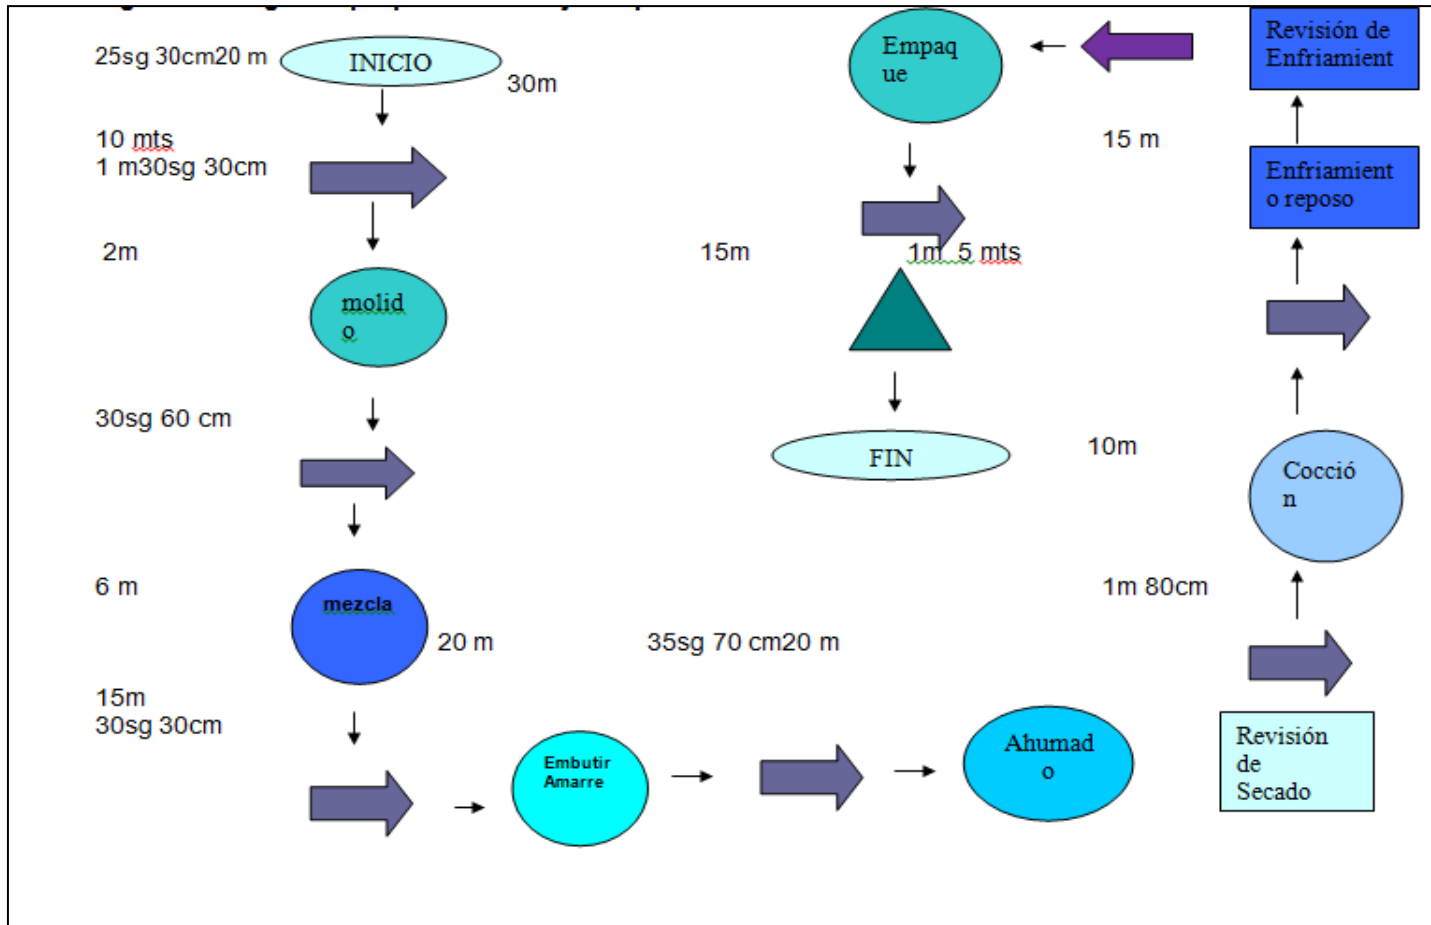 25sg 30cm20 m
INICIO
30m
10 mts
1 m30sg 30cm
2m
molid
o
30sg 60 cm
6 m
mezcla
20 m
15m
30sg 30cm
Embutir
Amarre
35sg 70 cm20 m
Ahumad
o
Revisión
de
Secado
1m 80cm
Cocció
n
10m
Enfriamient
o reposo
Revisión de
Enfriamient
15 m
Empaq
ue
15m
1m 5 mts
FIN